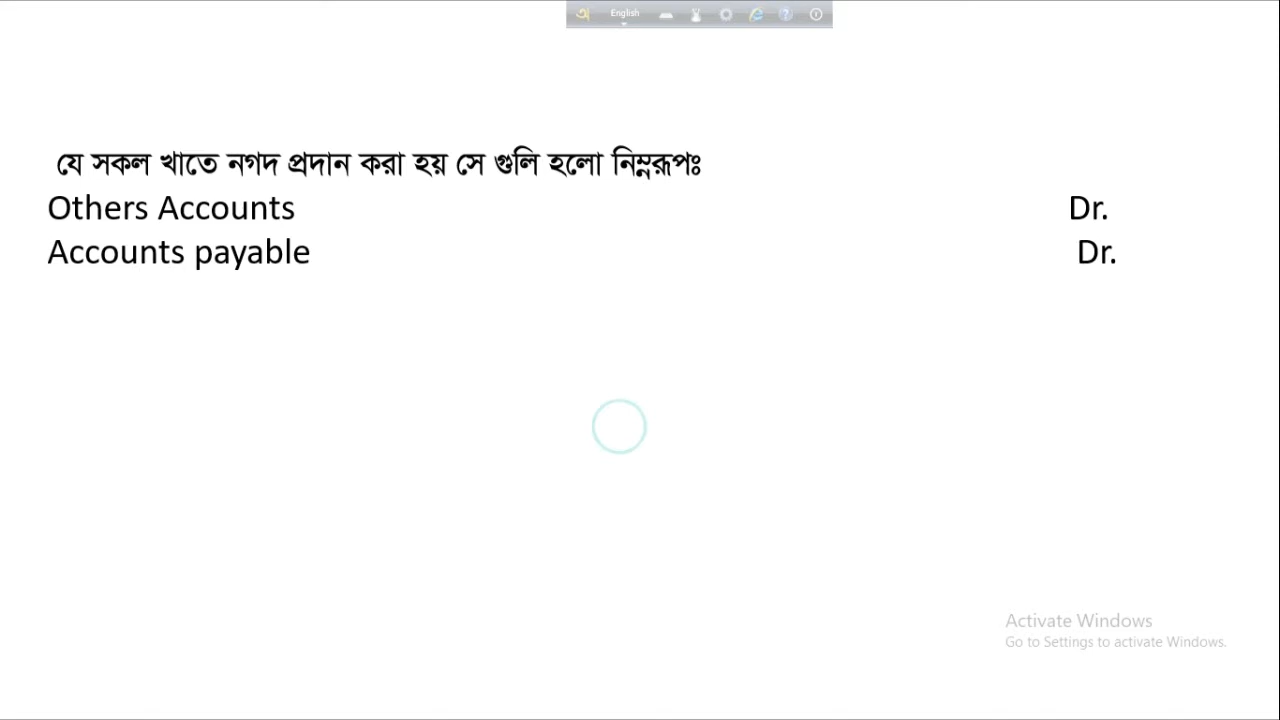 অ English
যে সকল খাতে নগদ প্রদান করা হয় সে গুলি হলো নিম্নরূপঃ
Others Accounts Dr.
Accounts payable Dr.
Activate Windows
Go to Settings to activate Windows.